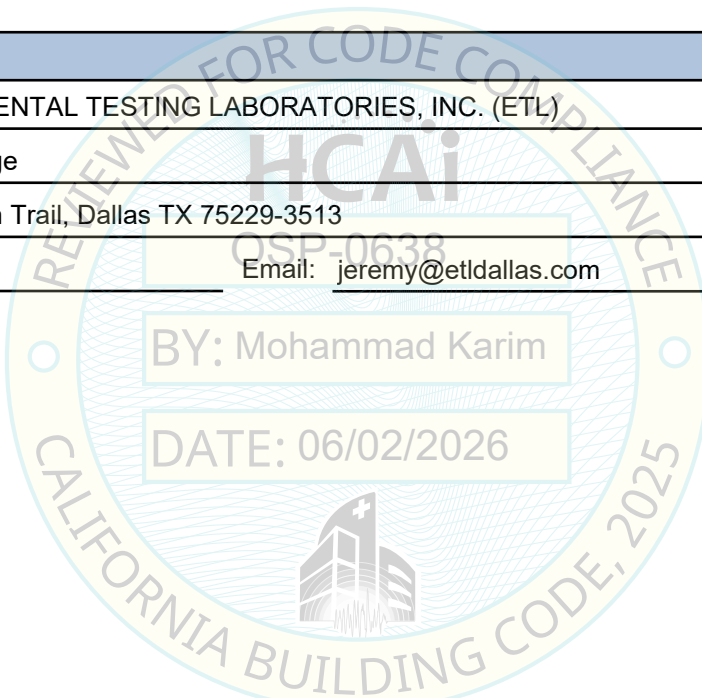 ENTAL TESTING LABORATORIES, INC. (ETL)
ge
Trail, Dallas TX 75229-3513
Email: jeremy@etldallas.com
REVIEWED FOR CODE COMPLIANCE
HCAi
OSP-0638
BY: Mohammad Karim
DATE: 06/02/2026
CALIFORNIA BUILDING CODE, 2025